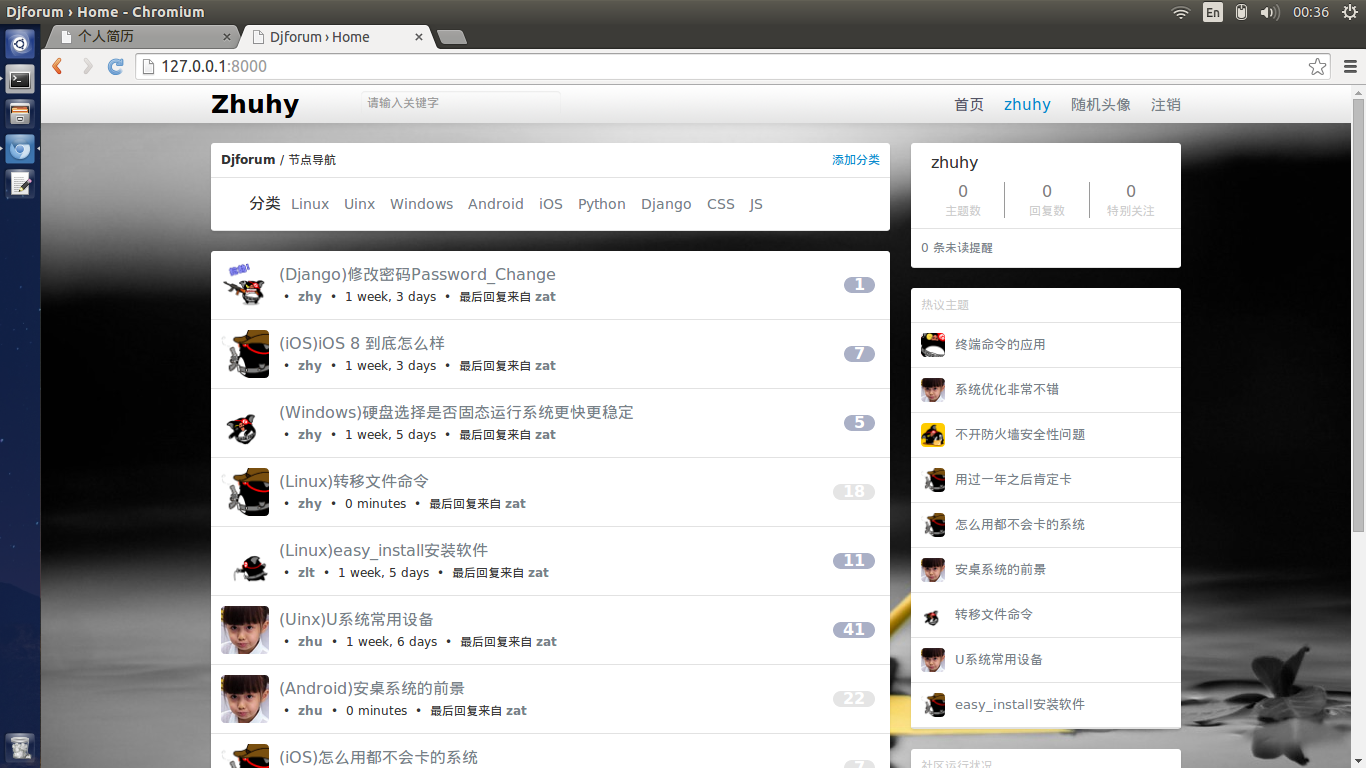 Djforum › Home - Chromium
En
00:36
个人简历
Djforum › Home
127.0.0.1:8000
Zhuhy
请输入关键字
首页 zhuhy 随机头像 注销
Djforum / 节点导航
添加分类
分类 Linux Uinx Windows Android iOS Python Django CSS JS
(Django)修改密码Password_Change
• zhy • 1 week, 3 days • 最后回复来自 zat
1
(iOS)iOS 8 到底怎么样
• zhy • 1 week, 3 days • 最后回复来自 zat
7
(Windows)硬盘选择是否固态运行系统更快更稳定
• zhy • 1 week, 5 days • 最后回复来自 zat
5
(Linux)转移文件命令
• zhy • 0 minutes • 最后回复来自 zat
18
(Linux)easy_install安装软件
• zlt • 1 week, 5 days • 最后回复来自 zat
11
(Uinx)U系统常用设备
• zhu • 1 week, 6 days • 最后回复来自 zat
41
(Android)安桌系统的前景
• zhu • 0 minutes • 最后回复来自 zat
22
(iOS)怎么用都不会卡的系统
7
zhuhy
0 0 0
主题数 回复数 特别关注
0 条未读提醒
热议主题
终端命令的应用
系统优化非常不错
不开防火墙安全性问题
用过一年之后肯定卡
怎么用都不会卡的系统
安桌系统的前景
转移文件命令
U系统常用设备
easy_install安装软件
社区运行状况